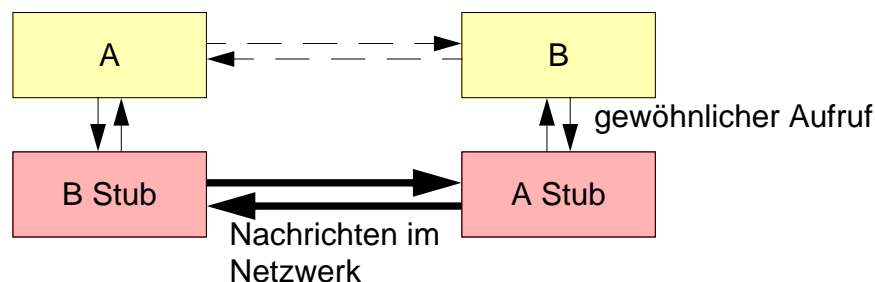 A
B
gewöhnlicher Aufruf
B Stub
A Stub
Nachrichten im
Netzwerk